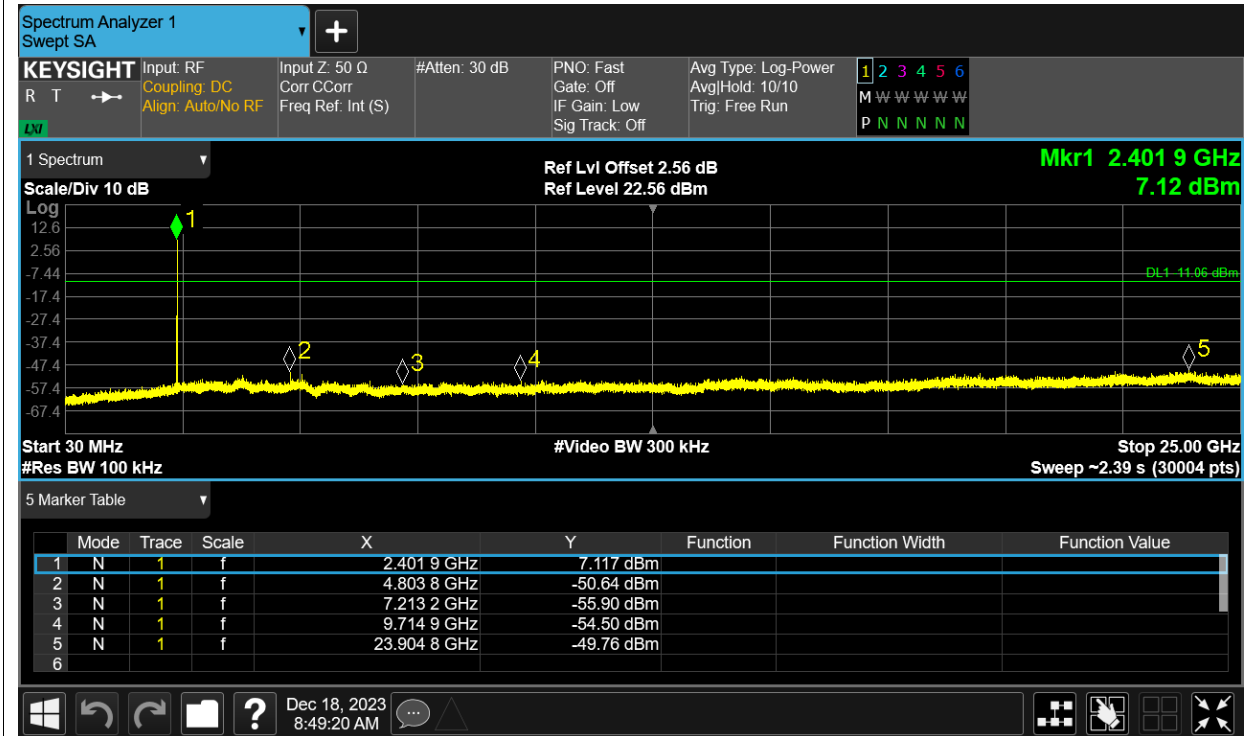 Spectrum Analyzer 1
Swept SA
+
KEYSIGHT Input: RF Input Z: 50 Ω #Atten: 30 dB PNO: Fast Avg Type: Log-Power 1 2 3 4 5 6
R T Coupling: DC Corr CCorr Gate: Off Avg|Hold: 10/10 M W W W W W
Align: Auto/No RF Freq Ref: Int (S) IF Gain: Low Trig: Free Run
LXI Sig Track: Off P N N N N N
1 Spectrum Ref Lvl Offset 2.56 dB Mkr1 2.401 9 GHz
Scale/Div 10 dB Ref Level 22.56 dBm 7.12 dBm
Log
1
12.6
2.56
-7.44
DL1 -11.06 dBm
-17.4
-27.4
-37.4
2 3 4 5
-47.4
-57.4
-67.4
Start 30 MHz #Video BW 300 kHz Stop 25.00 GHz
#Res BW 100 kHz Sweep ~2.39 s (30004 pts)
5 Marker Table
Mode Trace Scale X Y Function Function Width Function Value
1 N 1 f 2.401 9 GHz 7.117 dBm
2 N 1 f 4.803 8 GHz -50.64 dBm
3 N 1 f 7.213 2 GHz -55.90 dBm
4 N 1 f 9.714 9 GHz -54.50 dBm
5 N 1 f 23.904 8 GHz -49.76 dBm
6
? Dec 18, 2023
8:49:20 AM